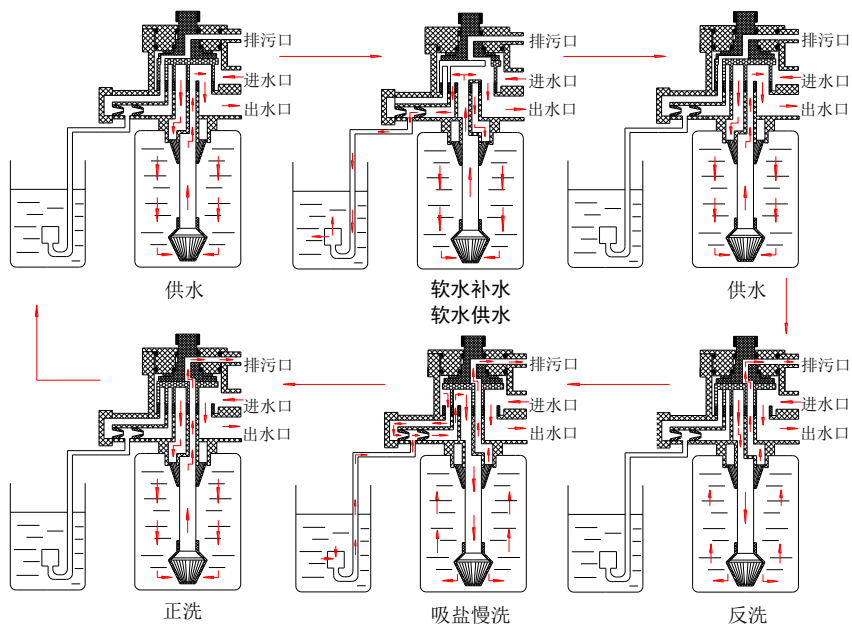 排污口
进水口
出水口
供水
排污口
进水口
出水口
软水补水
软水供水
排污口
进水口
出水口
供水
排污口
进水口
出水口
正洗
排污口
进水口
出水口
吸盐慢洗
排污口
进水口
出水口
反洗